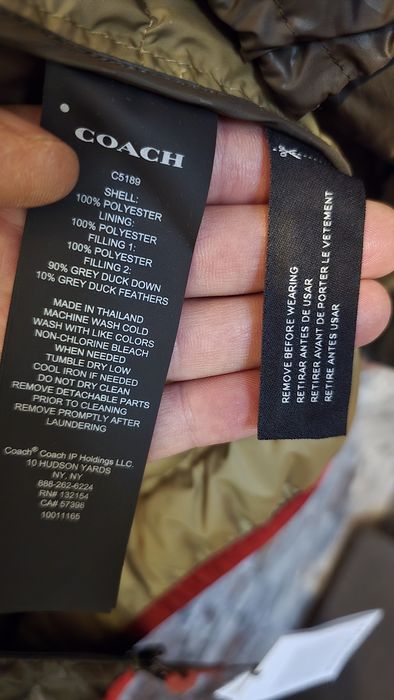 COACH
C5189
SHELL:
100% POLYESTER
LINING:
100% POLYESTER
FILLING 1:
100% POLYESTER
FILLING 2:
90% GREY DUCK DOWN
10% GREY DUCK FEATHERS
MADE IN THAILAND
MACHINE WASH COLD
WASH WITH LIKE COLORS
NON-CHLORINE BLEACH
WHEN NEEDED
TUMBLE DRY LOW
COOL IRON IF NEEDED
DO NOT DRY CLEAN
REMOVE DETACHABLE PARTS
PRIOR TO CLEANING
REMOVE PROMPTLY AFTER
LAUNDERING
Coach® Coach IP Holdings LLC.
10 HUDSON YARDS
NY, NY
888-262-6224
RN# 132154
CA# 57398
10011165
REMOVE BEFORE WEARING
RETIRAR ANTES DE USAR
RETIRER AVANT DE PORTER LE VETEMENT
RETIRE ANTES USAR